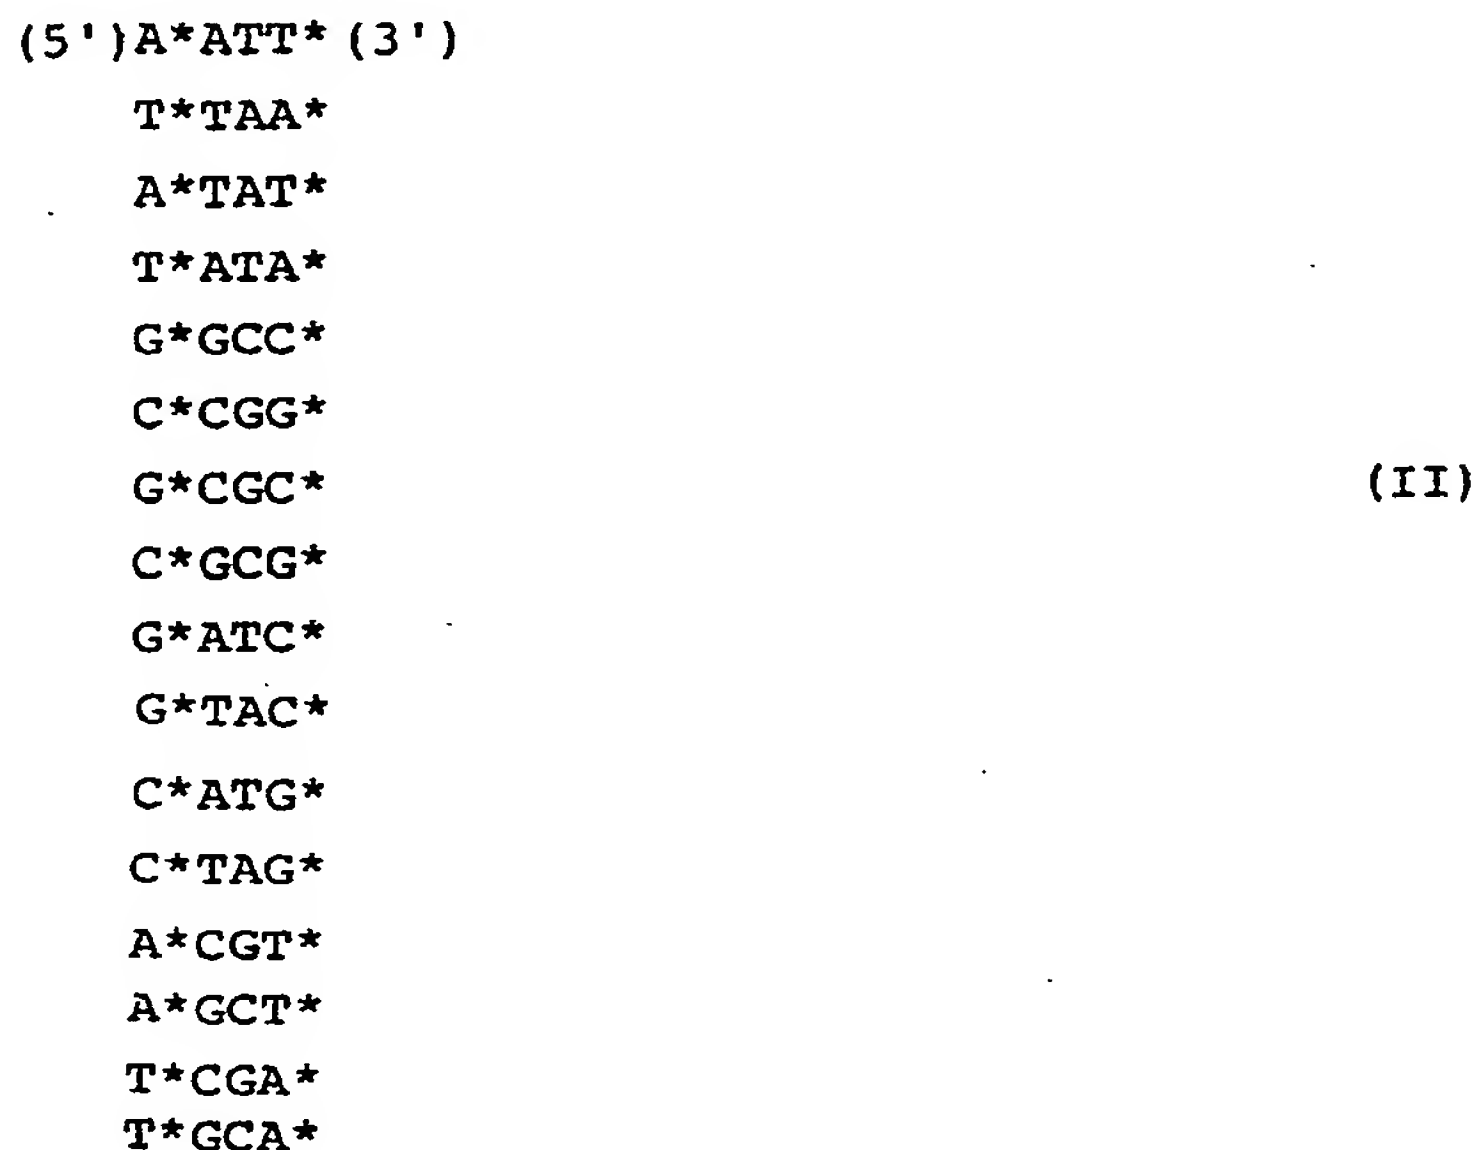 (5')A*ATT*(3')
T*TAA*
A*TAT*
T*ATA*
G*GCC*
C*CGG*
G*CGC* (II)
C*GCG*
G*ATC*
G*TAC*
C*ATG*
C*TAG*
A*CGT*
A*GCT*
T*CGA*
T*GCA*